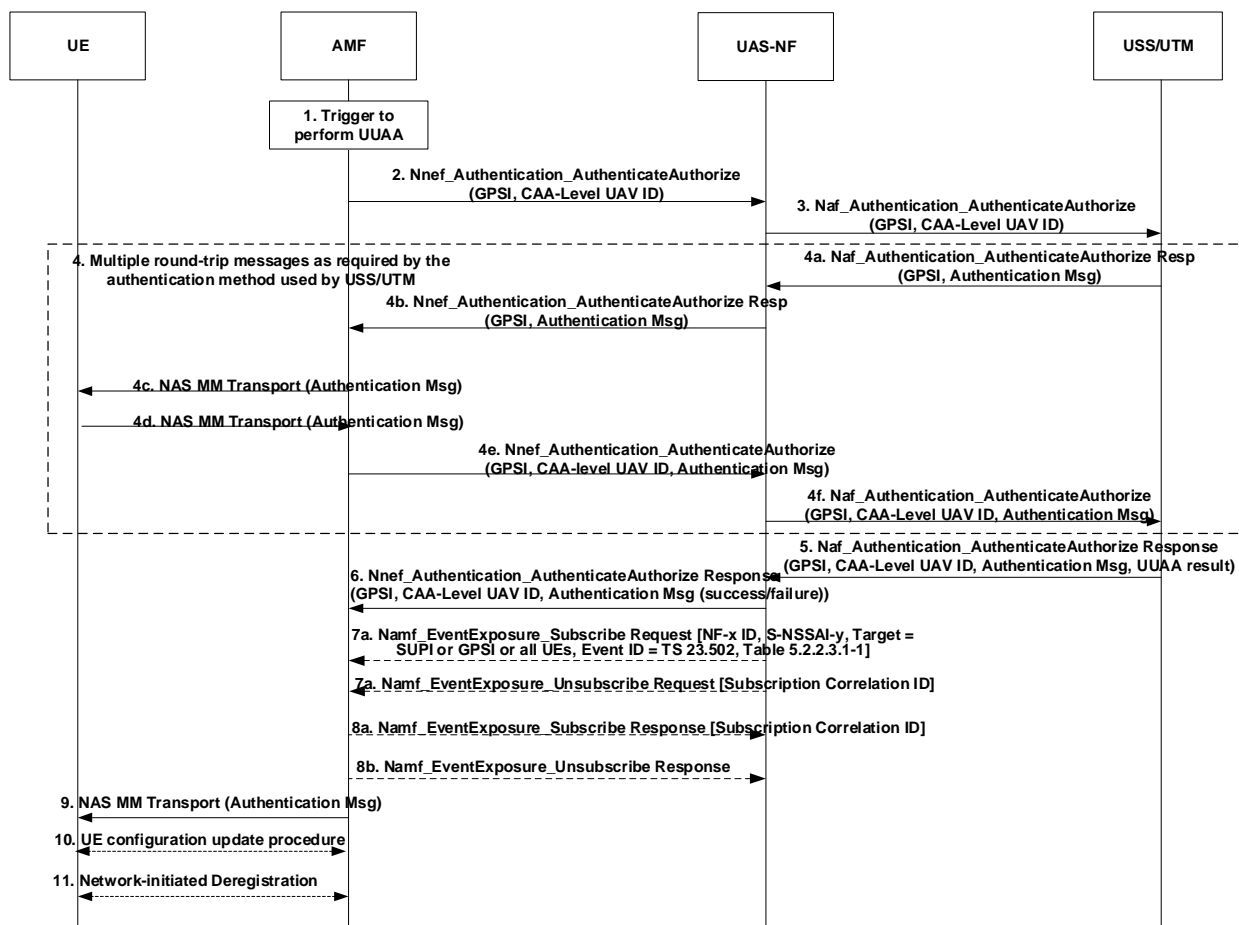 UE
AMF
UAS-NF
USS/UTM
1. Trigger to
perform UUAA
2. Nnef_Authentication_AuthenticateAuthorize
(GPSI, CAA-Level UAV ID)
3. Naf_Authentication_AuthenticateAuthorize
(GPSI, CAA-Level UAV ID)
4. Multiple round-trip messages as required by the
authentication method used by USS/UTM
4a. Naf_Authentication_AuthenticateAuthorize Resp
(GPSI, Authentication Msg)
4b. Nnef_Authentication_AuthenticateAuthorize Resp
(GPSI, Authentication Msg)
4c. NAS MM Transport (Authentication Msg)
4d. NAS MM Transport (Authentication Msg)
4e. Nnef_Authentication_AuthenticateAuthorize
(GPSI, CAA-level UAV ID, Authentication Msg)
4f. Naf_Authentication_AuthenticateAuthorize
(GPSI, CAA-Level UAV ID, Authentication Msg)
5. Naf_Authentication_AuthenticateAuthorize Response
(GPSI, CAA-Level UAV ID, Authentication Msg, UUAA result)
6. Nnef_Authentication_AuthenticateAuthorize Response
(GPSI, CAA-Level UAV ID, Authentication Msg (success/failure))
7a. Namf_EventExposure_Subscribe Request [NF-x ID, S-NSSAI-y, Target =
SUPI or GPSI or all UEs, Event ID = TS 23.502, Table 5.2.2.3.1-1]
7a. Namf_EventExposure_Unsubscribe Request [Subscription Correlation ID]
8a. Namf_EventExposure_Subscribe Response [Subscription Correlation ID]
8b. Namf_EventExposure_Unsubscribe Response
9. NAS MM Transport (Authentication Msg)
10. UE configuration update procedure
11. Network-initiated Deregistration